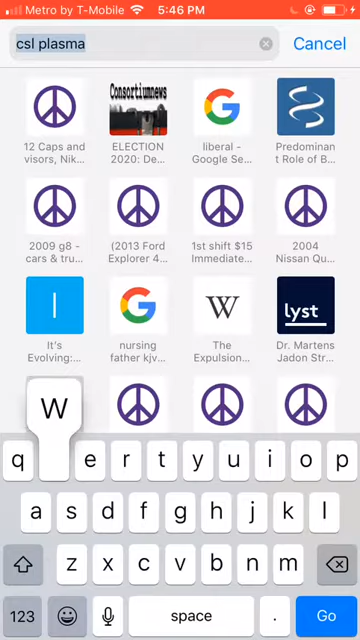 Metro by T-Mobile 5:46 PM
csl plasma Cancel
Consortiumnews
12 Caps and
visors, Nik...
ELECTION
2020: De...
liberal -
Google Se...
Predominan
t Role of B...
2009 g8 -
cars & tru...
(2013 Ford
Explorer 4...
1st shift $15
Immediate...
2004
Nissan Qu...
I
W
lyst
It's
Evolving:...
nursing
father kjv...
The
Expulsion...
Dr. Martens
Jadon Str...
W
q e r t y u i o p
a s d f g h j k l
z x c v b n m
123 space . Go